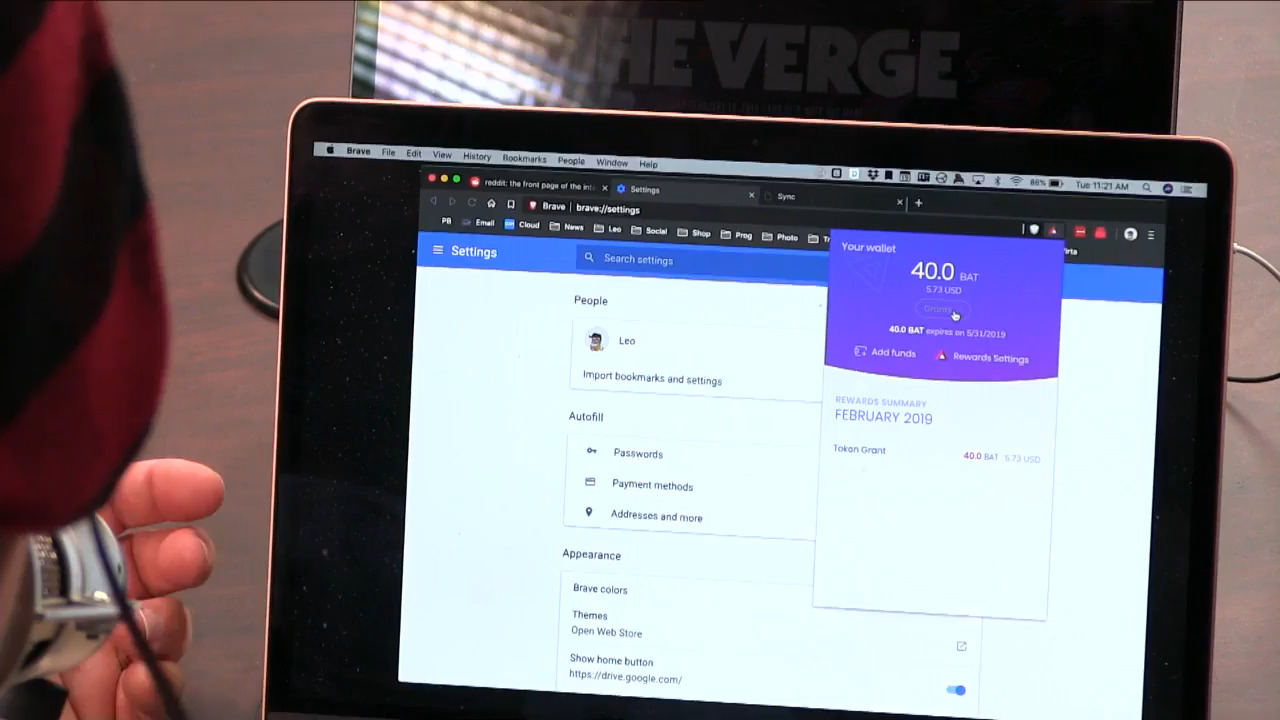 THE VERGE
Brave File Edit View History Bookmarks People Window Help 86% Tue 11:21 AM
reddit: the front page of the int Settings Sync
Brave brave://settings
PB Email Cloud News Leo Social Shop Prog Photo
Settings
Search settings
People
Leo
Import bookmarks and settings
Autofill
Passwords
Payment methods
Addresses and more
Appearance
Brave colors
Themes
Open Web Store
Show home button
https://drive.google.com/
Your wallet
40.0 BAT
5.73 USD
Grants
40.0 BAT expires on 5/31/2019
Add funds Rewards Settings
REWARDS SUMMARY
FEBRUARY 2019
Token Grant 40.0 BAT 5.73 USD